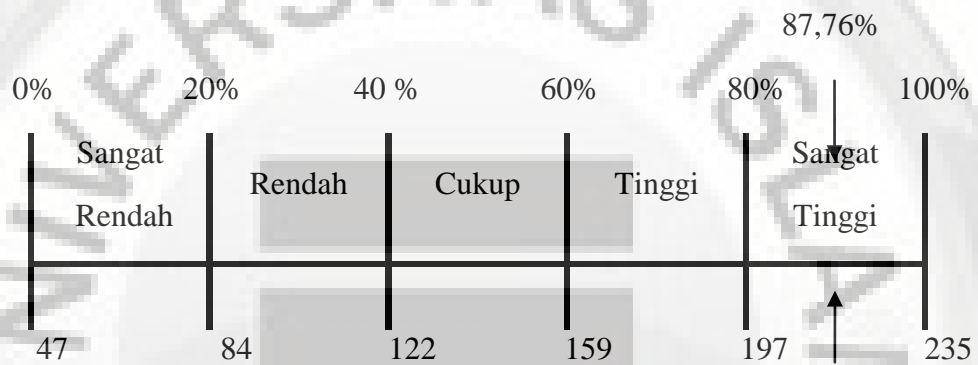 87,76%
0% 20% 40 % 60% 80% 100%
Sangat Rendah
Rendah
Cukup
Tinggi
Sangat Tinggi
47 84 122 159 197 235